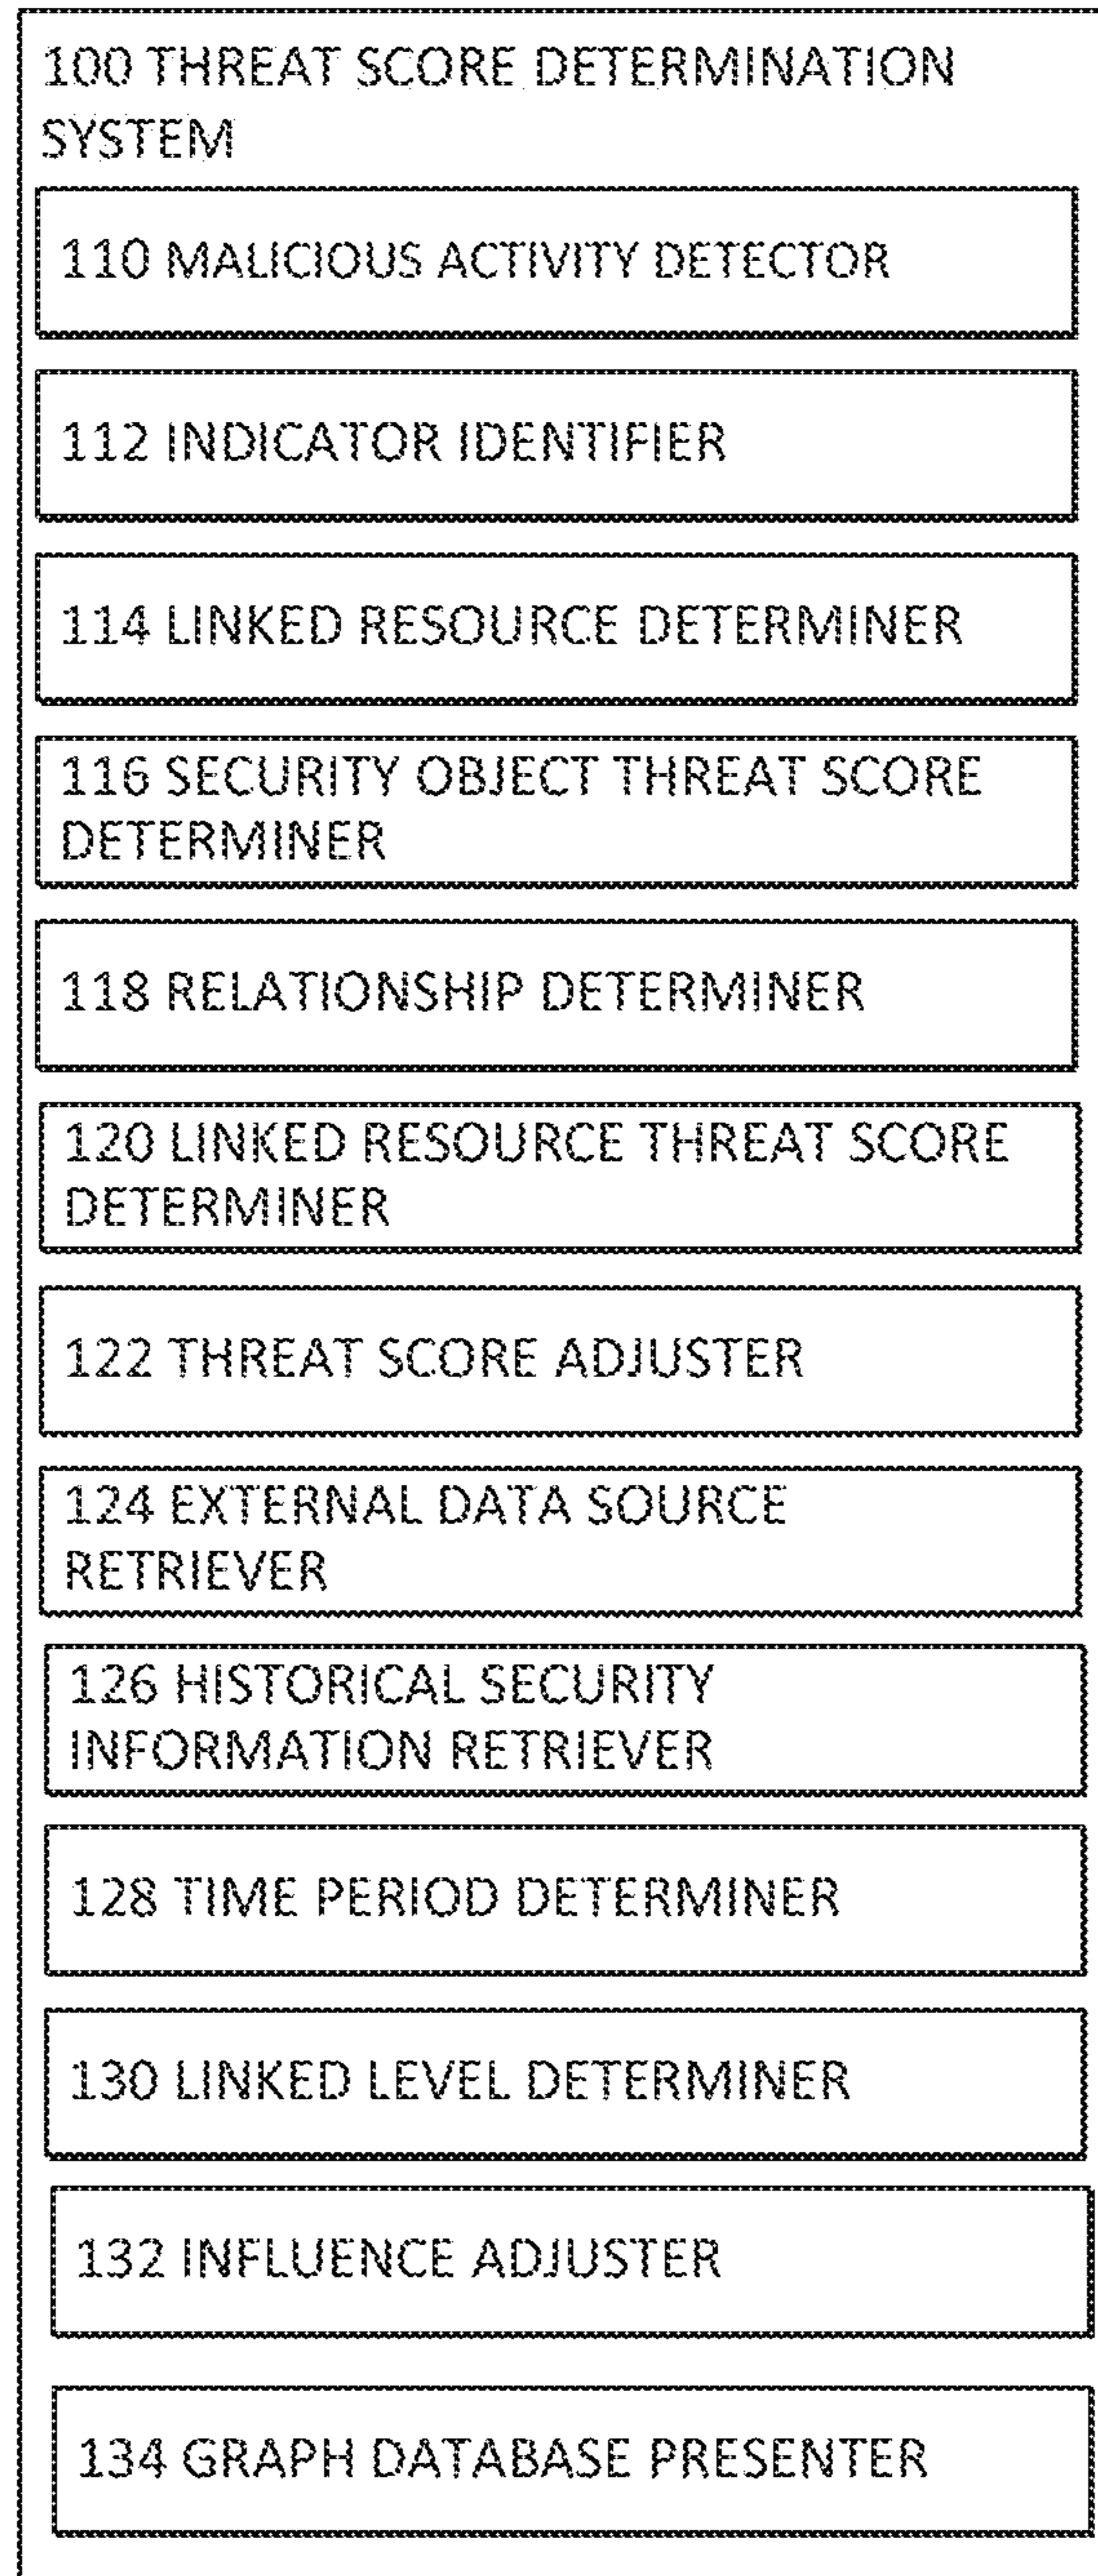 100 THREAT SCORE DETERMINATION
SYSTEM
110 MALICIOUS ACTIVITY DETECTOR
112 INDICATOR IDENTIFIER
114 LINKED RESOURCE DETERMINER
116 SECURITY OBJECT THREAT SCORE
DETERMINER
118 RELATIONSHIP DETERMINER
120 LINKED RESOURCE THREAT SCORE
DETERMINER
122 THREAT SCORE ADJUSTER
124 EXTERNAL DATA SOURCE
RETRIEVER
126 HISTORICAL SECURITY
INFORMATION RETRIEVER
128 TIME PERIOD DETERMINER
130 LINKED LEVEL DETERMINER
132 INFLUENCE ADJUSTER
134 GRAPH DATABASE PRESENTER